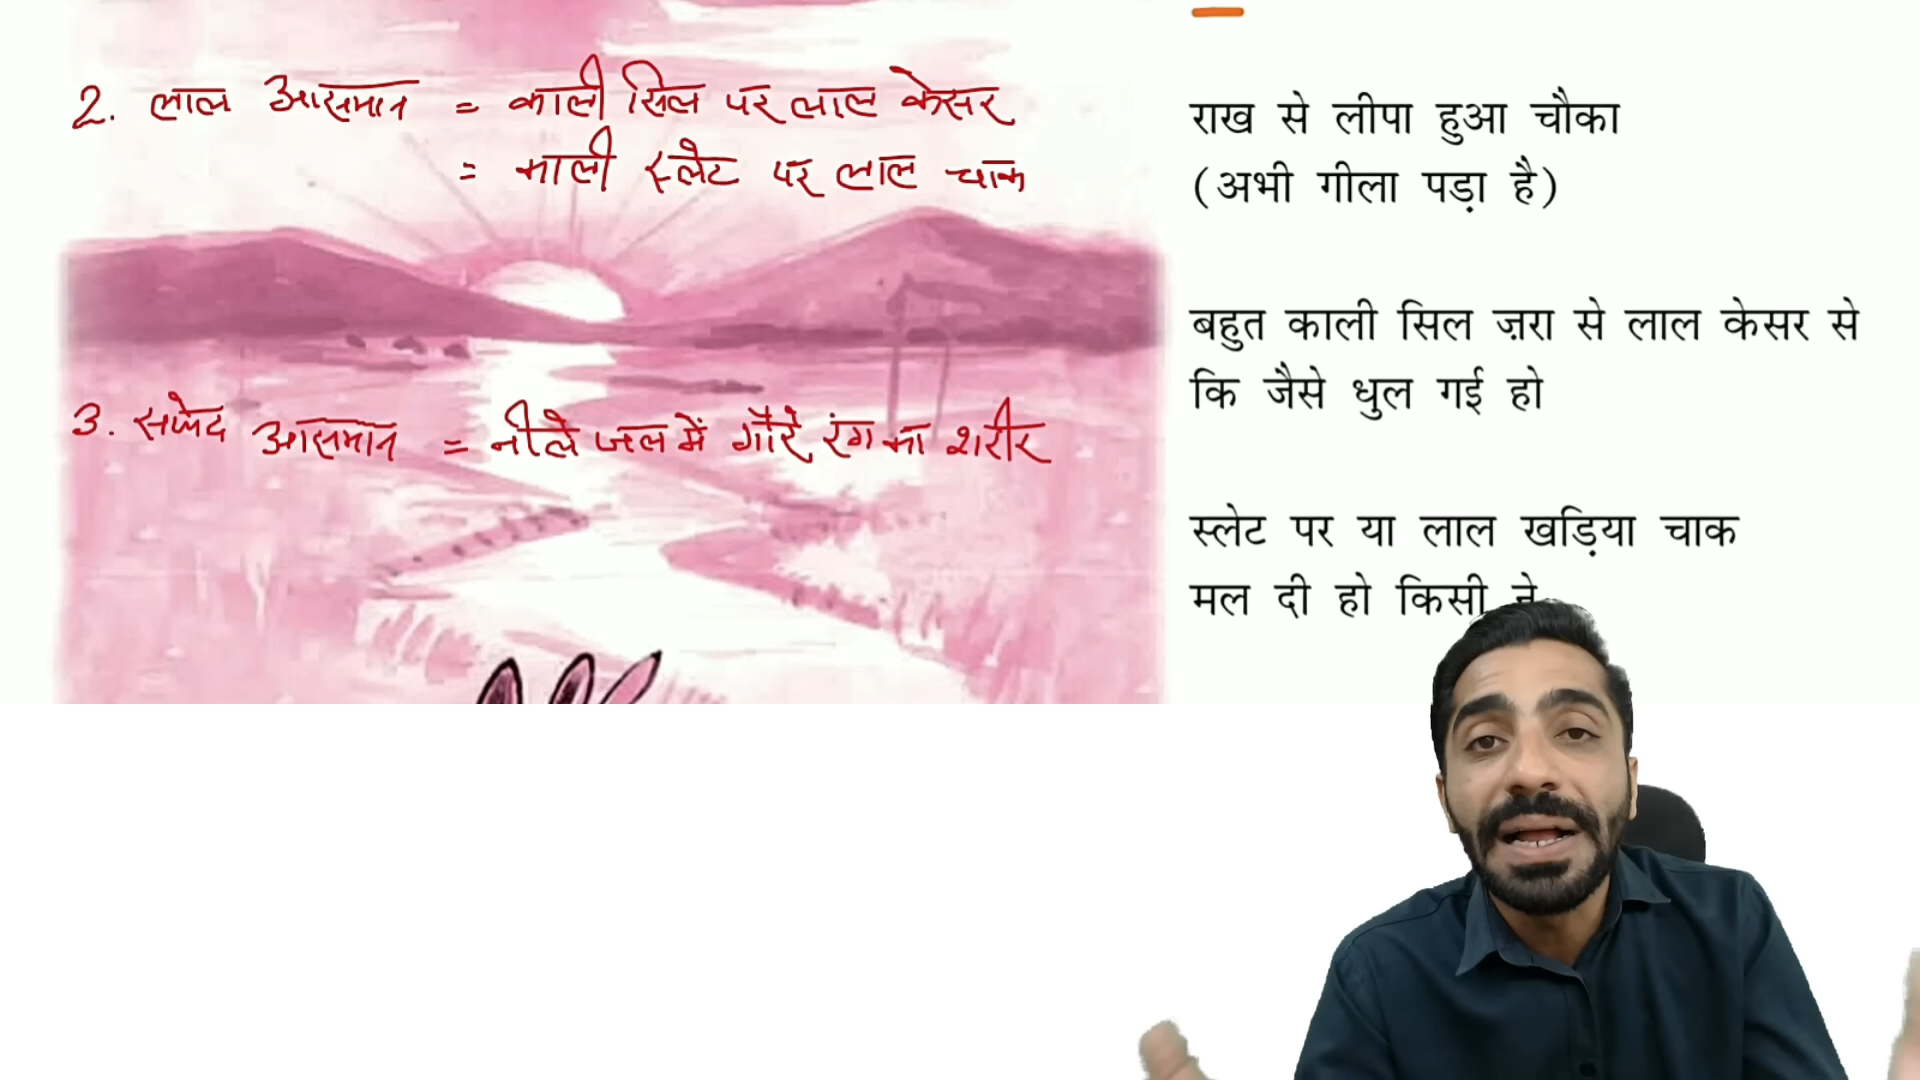 2. लाल आसमान = काली सिल पर लाल केसर
= काली स्लेट पर लाल चाक
3. सफेद आसमान = नीले जल में गौरे रंग का शरीर
राख से लीपा हुआ चौका
(अभी गीला पड़ा है)
बहुत काली सिल ज़रा से लाल केसर से
कि जैसे धुल गई हो
स्लेट पर या लाल खड़िया चाक
मल दी हो किसी ने